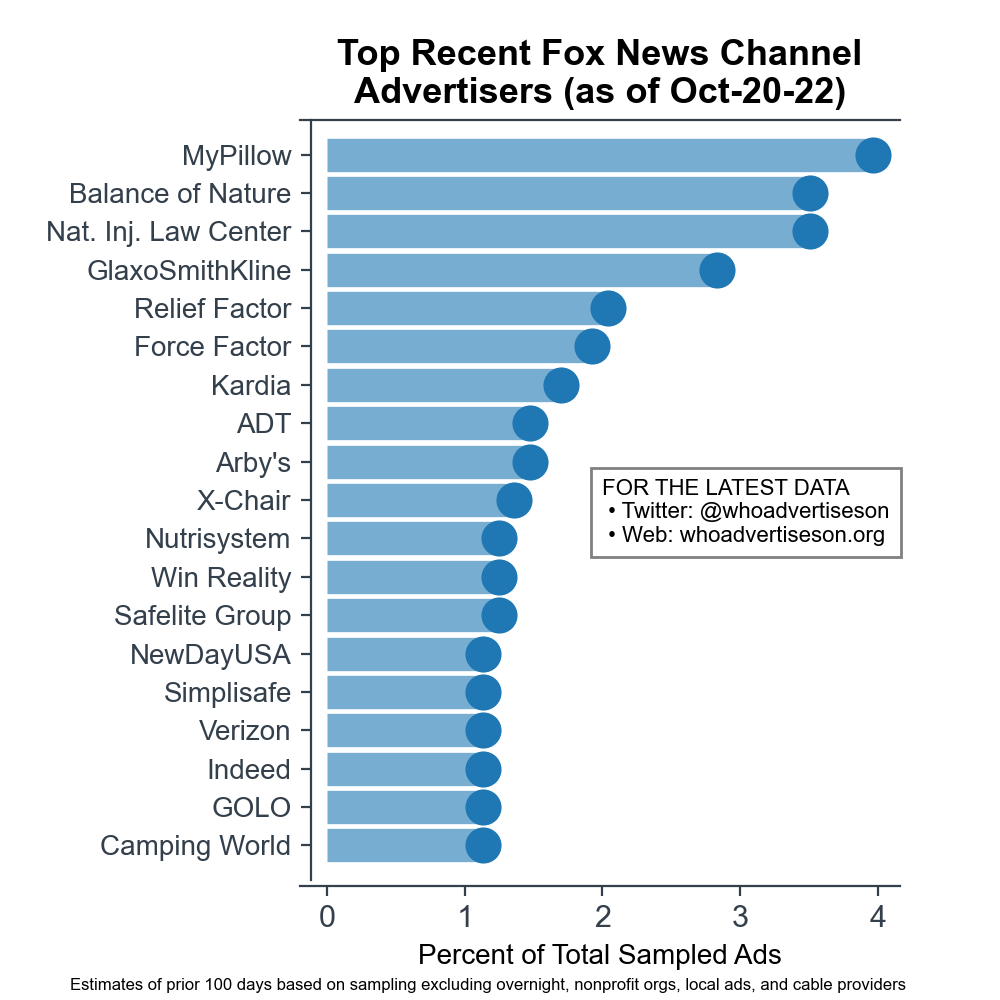 Top Recent Fox News Channel
Advertisers (as of Oct-20-22)
MyPillow
Balance of Nature
Nat. Inj. Law Center
GlaxoSmithKline
Relief Factor
Force Factor
Kardia
ADT
Arby's
X-Chair
Nutrisystem
Win Reality
Safelite Group
NewDayUSA
Simplisafe
Verizon
Indeed
GOLO
Camping World
FOR THE LATEST DATA
• Twitter: @whoadvertiseson
• Web: whoadvertiseson.org
0 1 2 3 4
Percent of Total Sampled Ads
Estimates of prior 100 days based on sampling excluding overnight, nonprofit orgs, local ads, and cable providers